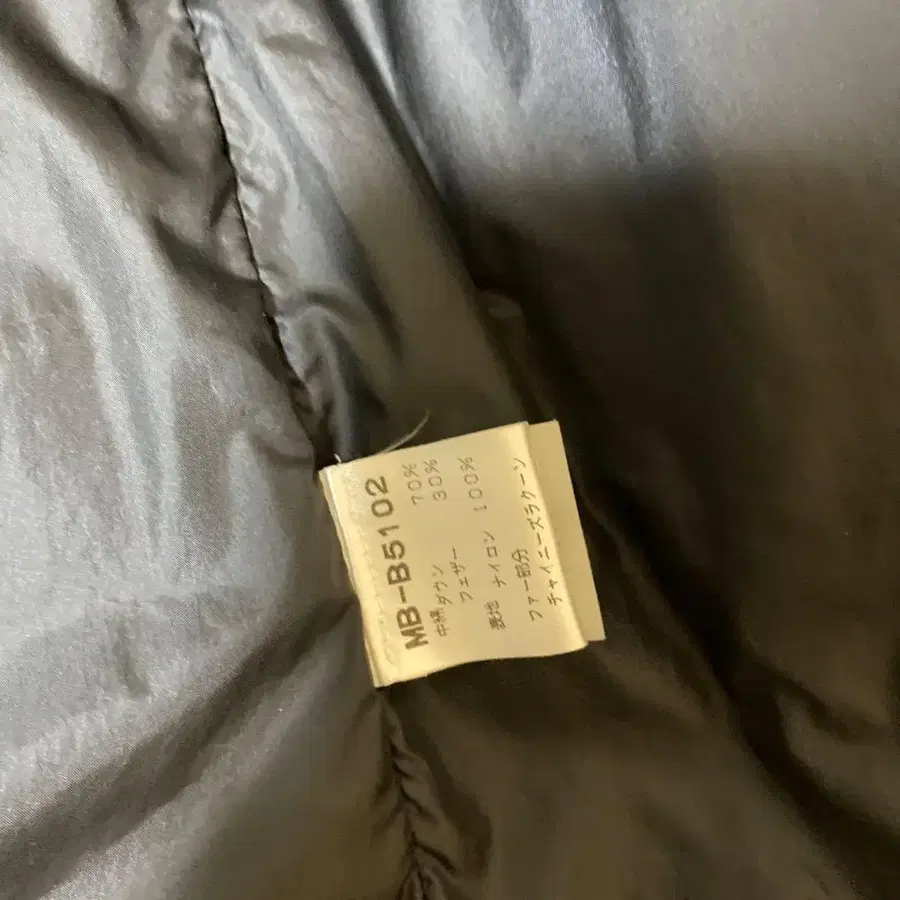 MB-B5102
中綿 ダウン 70%
フェザー 30%
表地 ナイロン 100%
ファー部分
チャイニーズラクーン